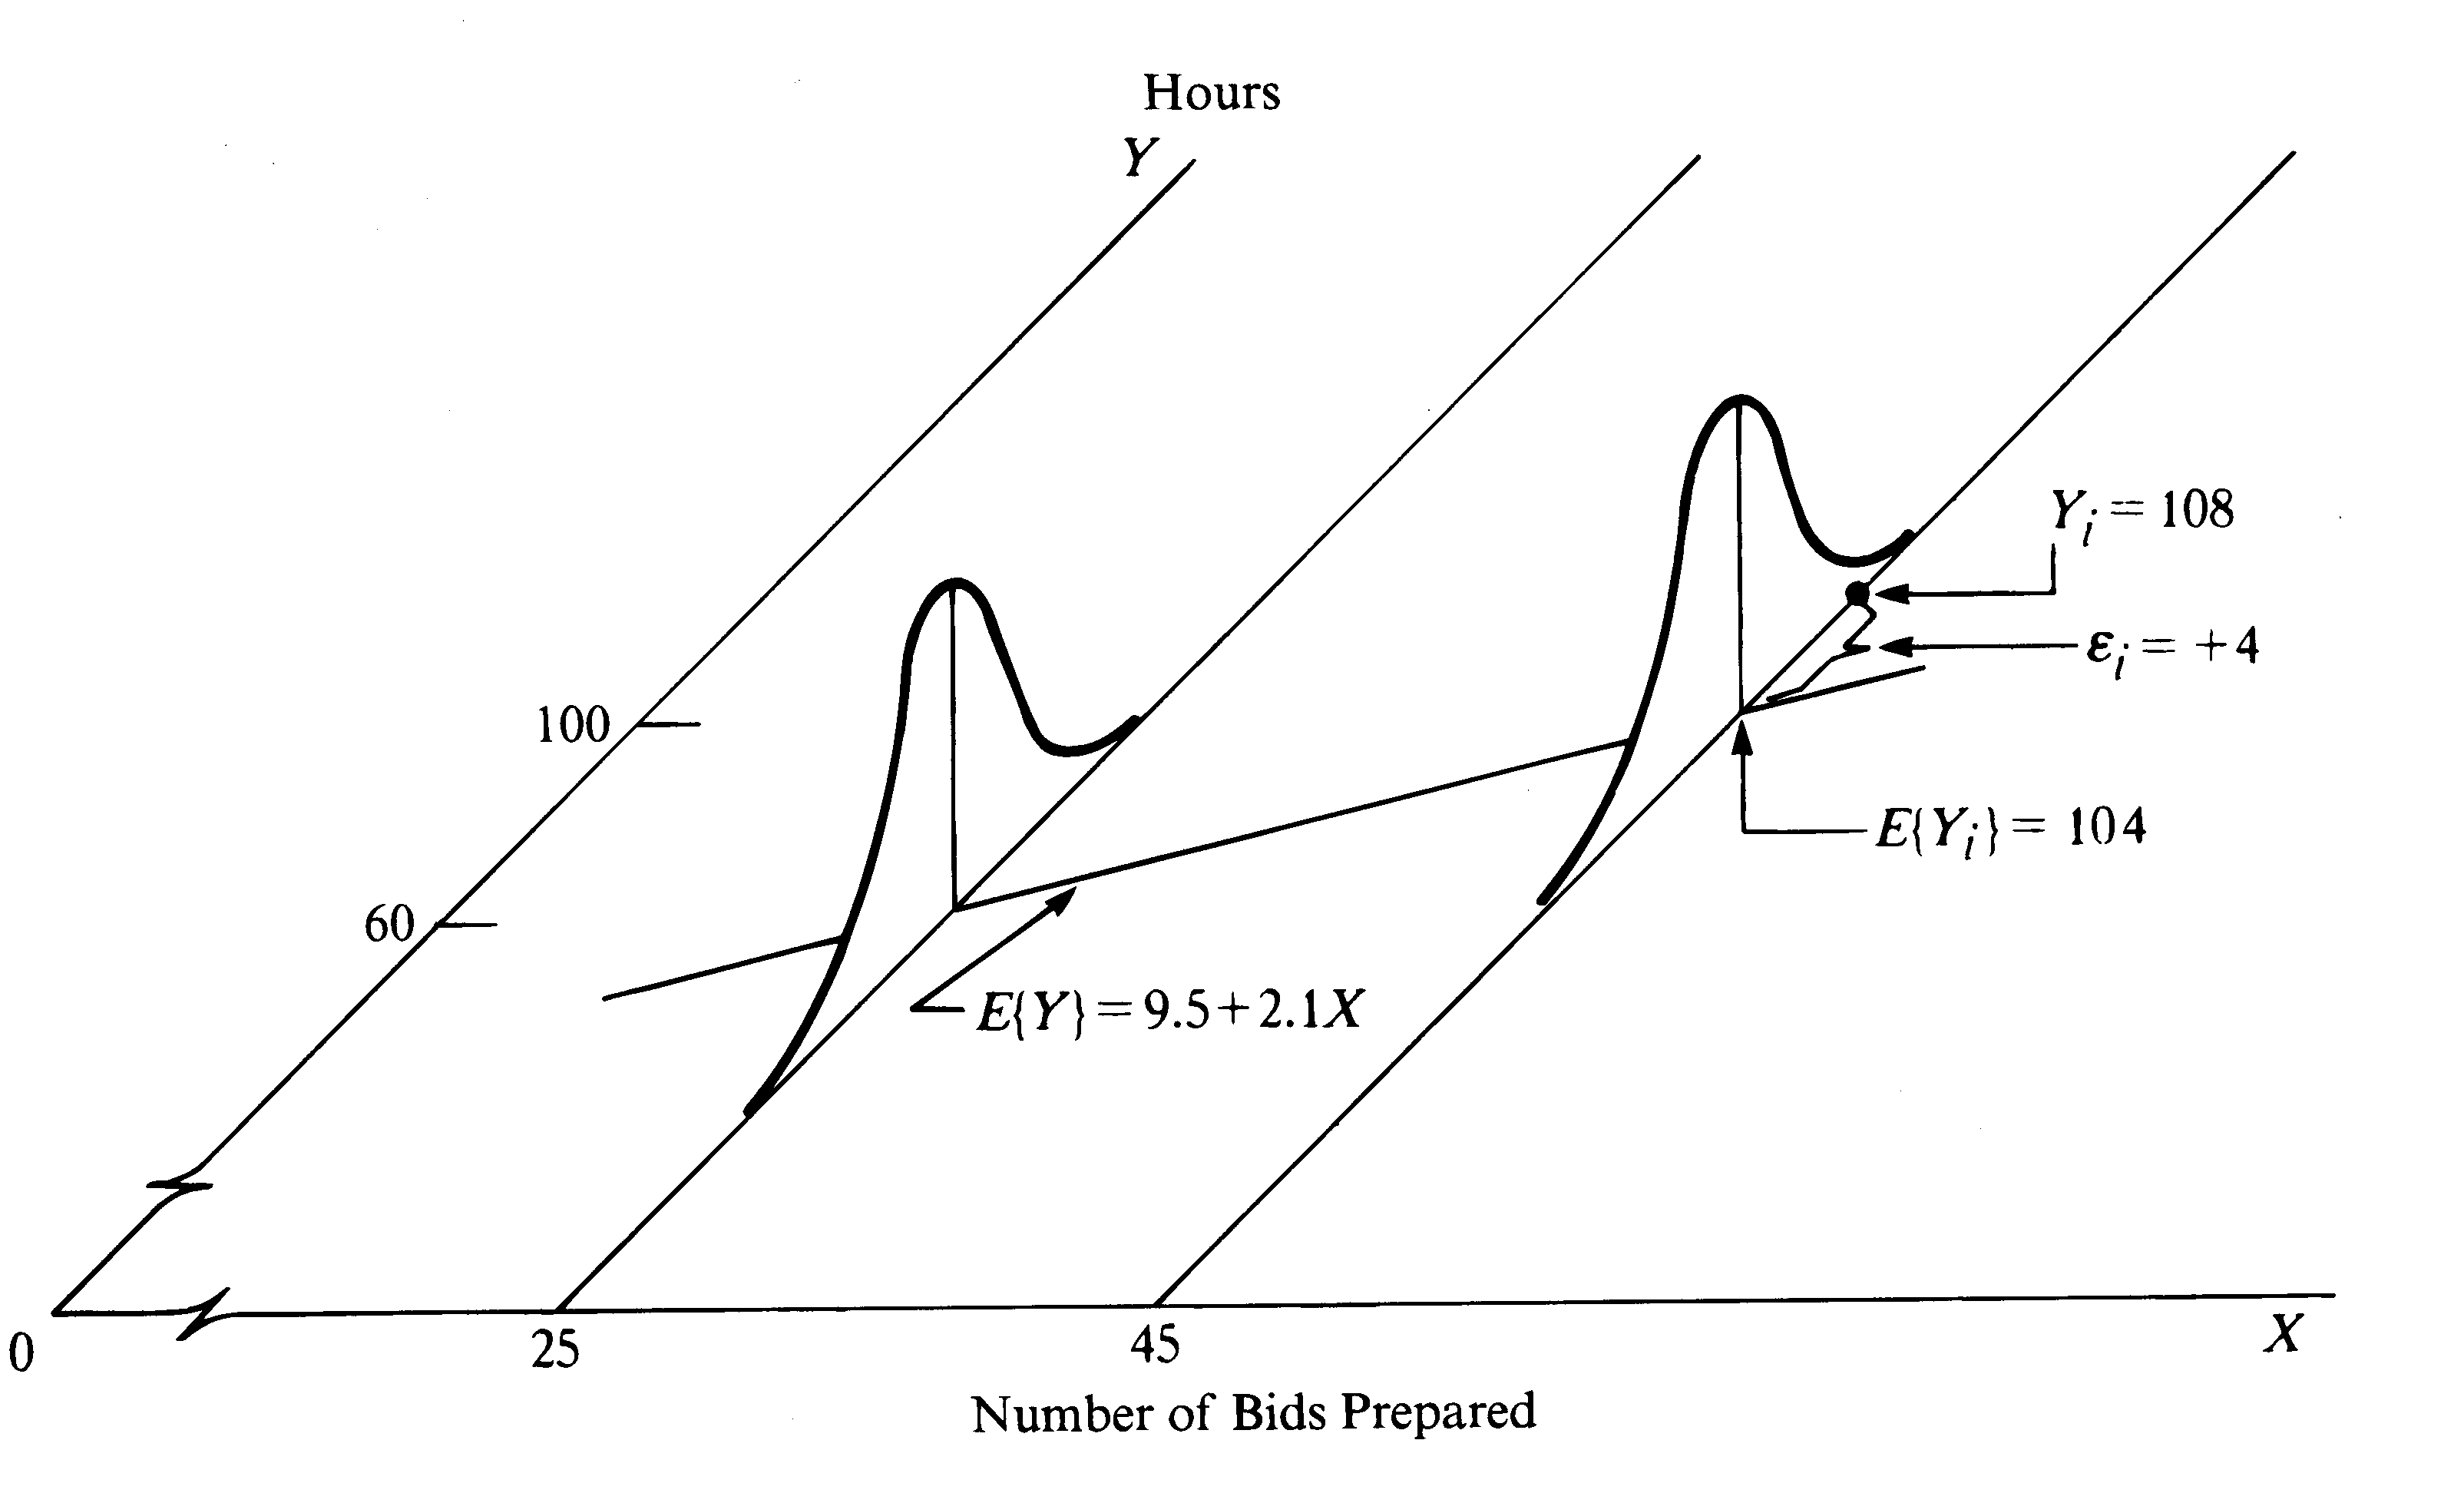 Hours
Y
Y_i = 108
ε_i = +4
100
E{Y_i} = 104
60
E{Y} = 9.5 + 2.1X
0
25
45
X
Number of Bids Prepared